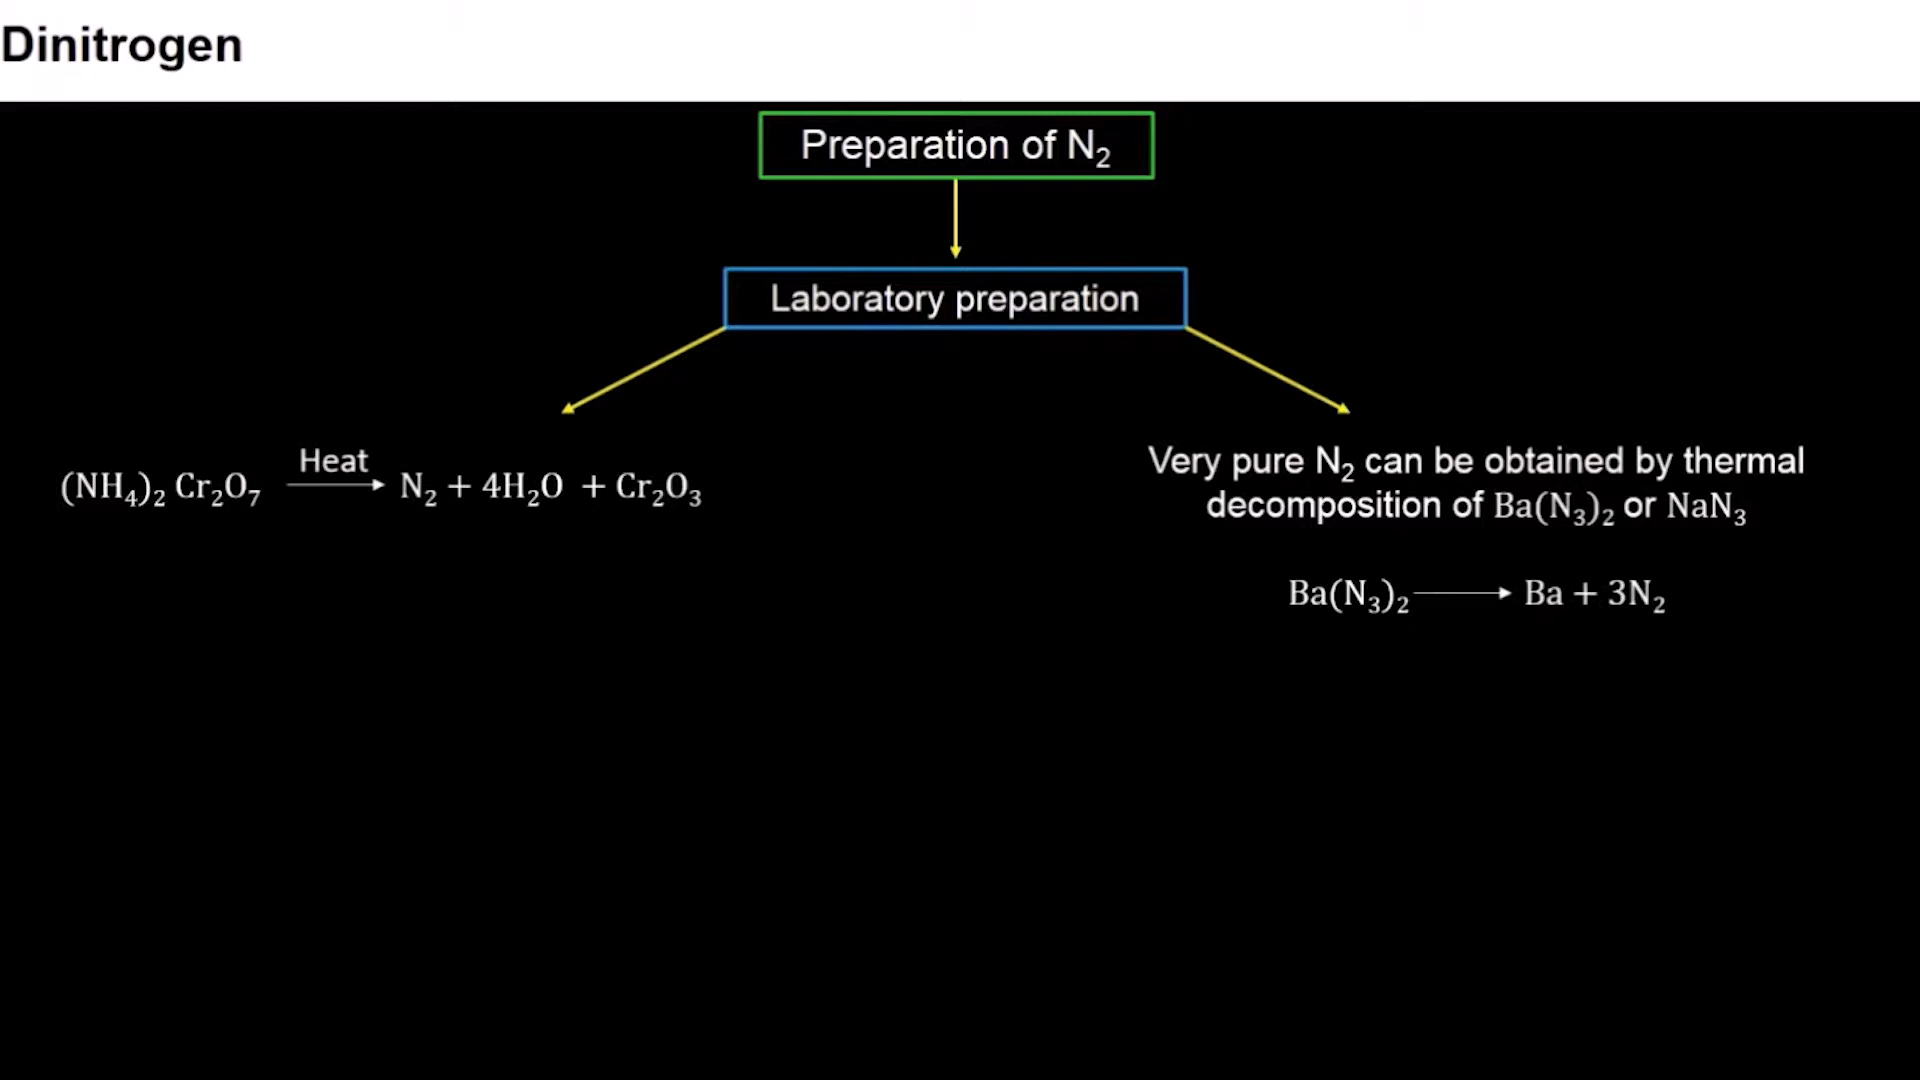 Dinitrogen
Preparation of N₂
Laboratory preparation
(NH₄)₂ Cr₂O₇ Heat → N₂ + 4H₂O + Cr₂O₃
Very pure N₂ can be obtained by thermal
decomposition of Ba(N₃)₂ or NaN₃
Ba(N₃)₂ → Ba + 3N₂